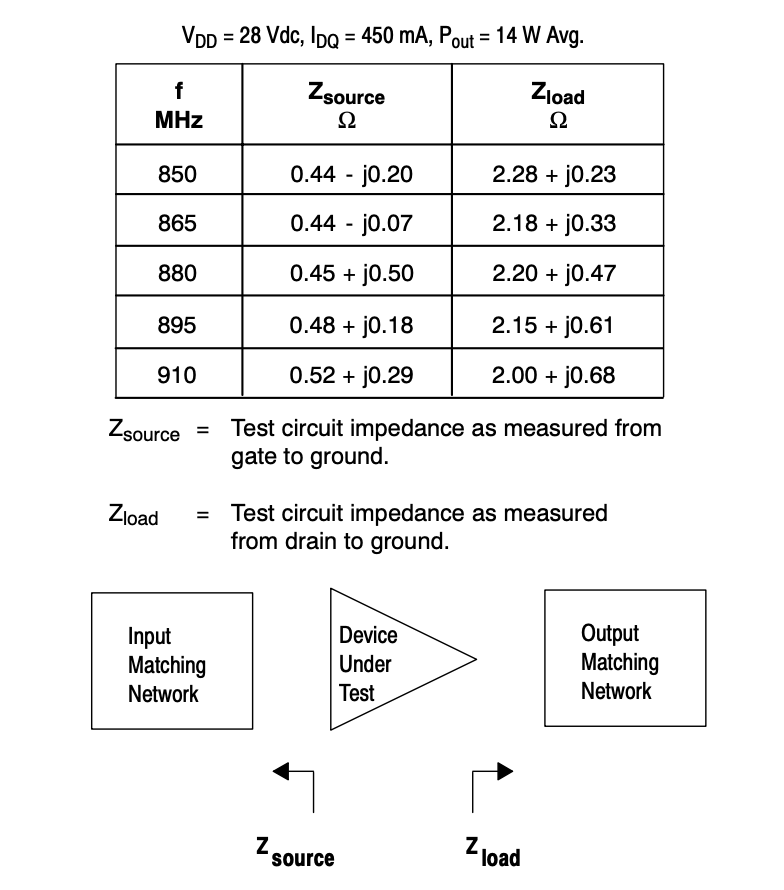 VDD = 28 Vdc, IDQ = 450 mA, Pout = 14 W Avg.
f MHz Zsource Ω Zload Ω
850 0.44 - j0.20 2.28 + j0.23
865 0.44 - j0.07 2.18 + j0.33
880 0.45 + j0.50 2.20 + j0.47
895 0.48 + j0.18 2.15 + j0.61
910 0.52 + j0.29 2.00 + j0.68
Zsource = Test circuit impedance as measured from
gate to ground.
Zload = Test circuit impedance as measured
from drain to ground.
Input
Matching
Network
Device
Under
Test
Output
Matching
Network
Z source
Z load